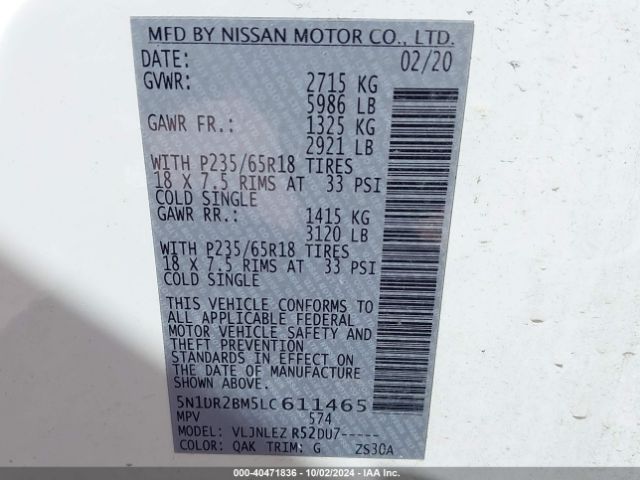 MFD BY NISSAN MOTOR CO., LTD.
DATE: 02/20
GVWR: 2715 KG
5986 LB
GAWR FR.: 1325 KG
2921 LB
WITH P235/65R18 TIRES
18 X 7.5 RIMS AT 33 PSI
COLD SINGLE
GAWR RR.: 1415 KG
3120 LB
WITH P235/65R18 TIRES
18 X 7.5 RIMS AT 33 PSI
COLD SINGLE
THIS VEHICLE CONFORMS TO
ALL APPLICABLE FEDERAL
MOTOR VEHICLE SAFETY AND
THEFT PREVENTION
STANDARDS IN EFFECT ON
THE DATE OF MANUFACTURE
SHOWN ABOVE.
5N1DR2BM5LC611465
MPV 574
MODEL: VLJNLEZ R52DU7-----
COLOR: QAK TRIM: G ZS30A
000-40471836 - 10/02/2024 - COPART